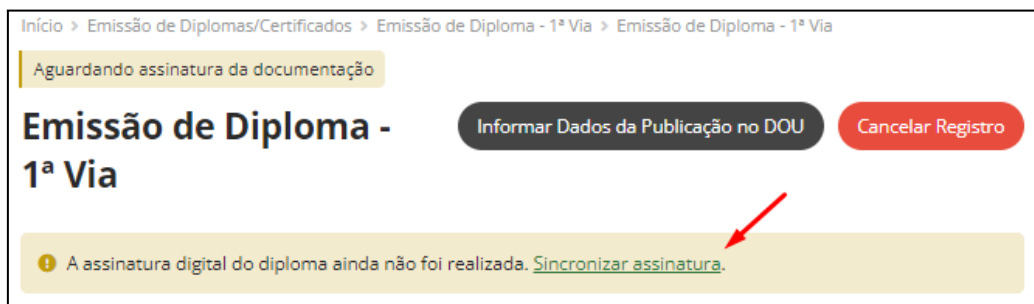 Início > Emissão de Diplomas/Certificados > Emissão de Diploma - 1ª Via > Emissão de Diploma - 1ª Via
Aguardando assinatura da documentação
Emissão de Diploma -
1ª Via
Informar Dados da Publicação no DOU
Cancelar Registro
A assinatura digital do diploma ainda não foi realizada. Sincronizar assinatura.